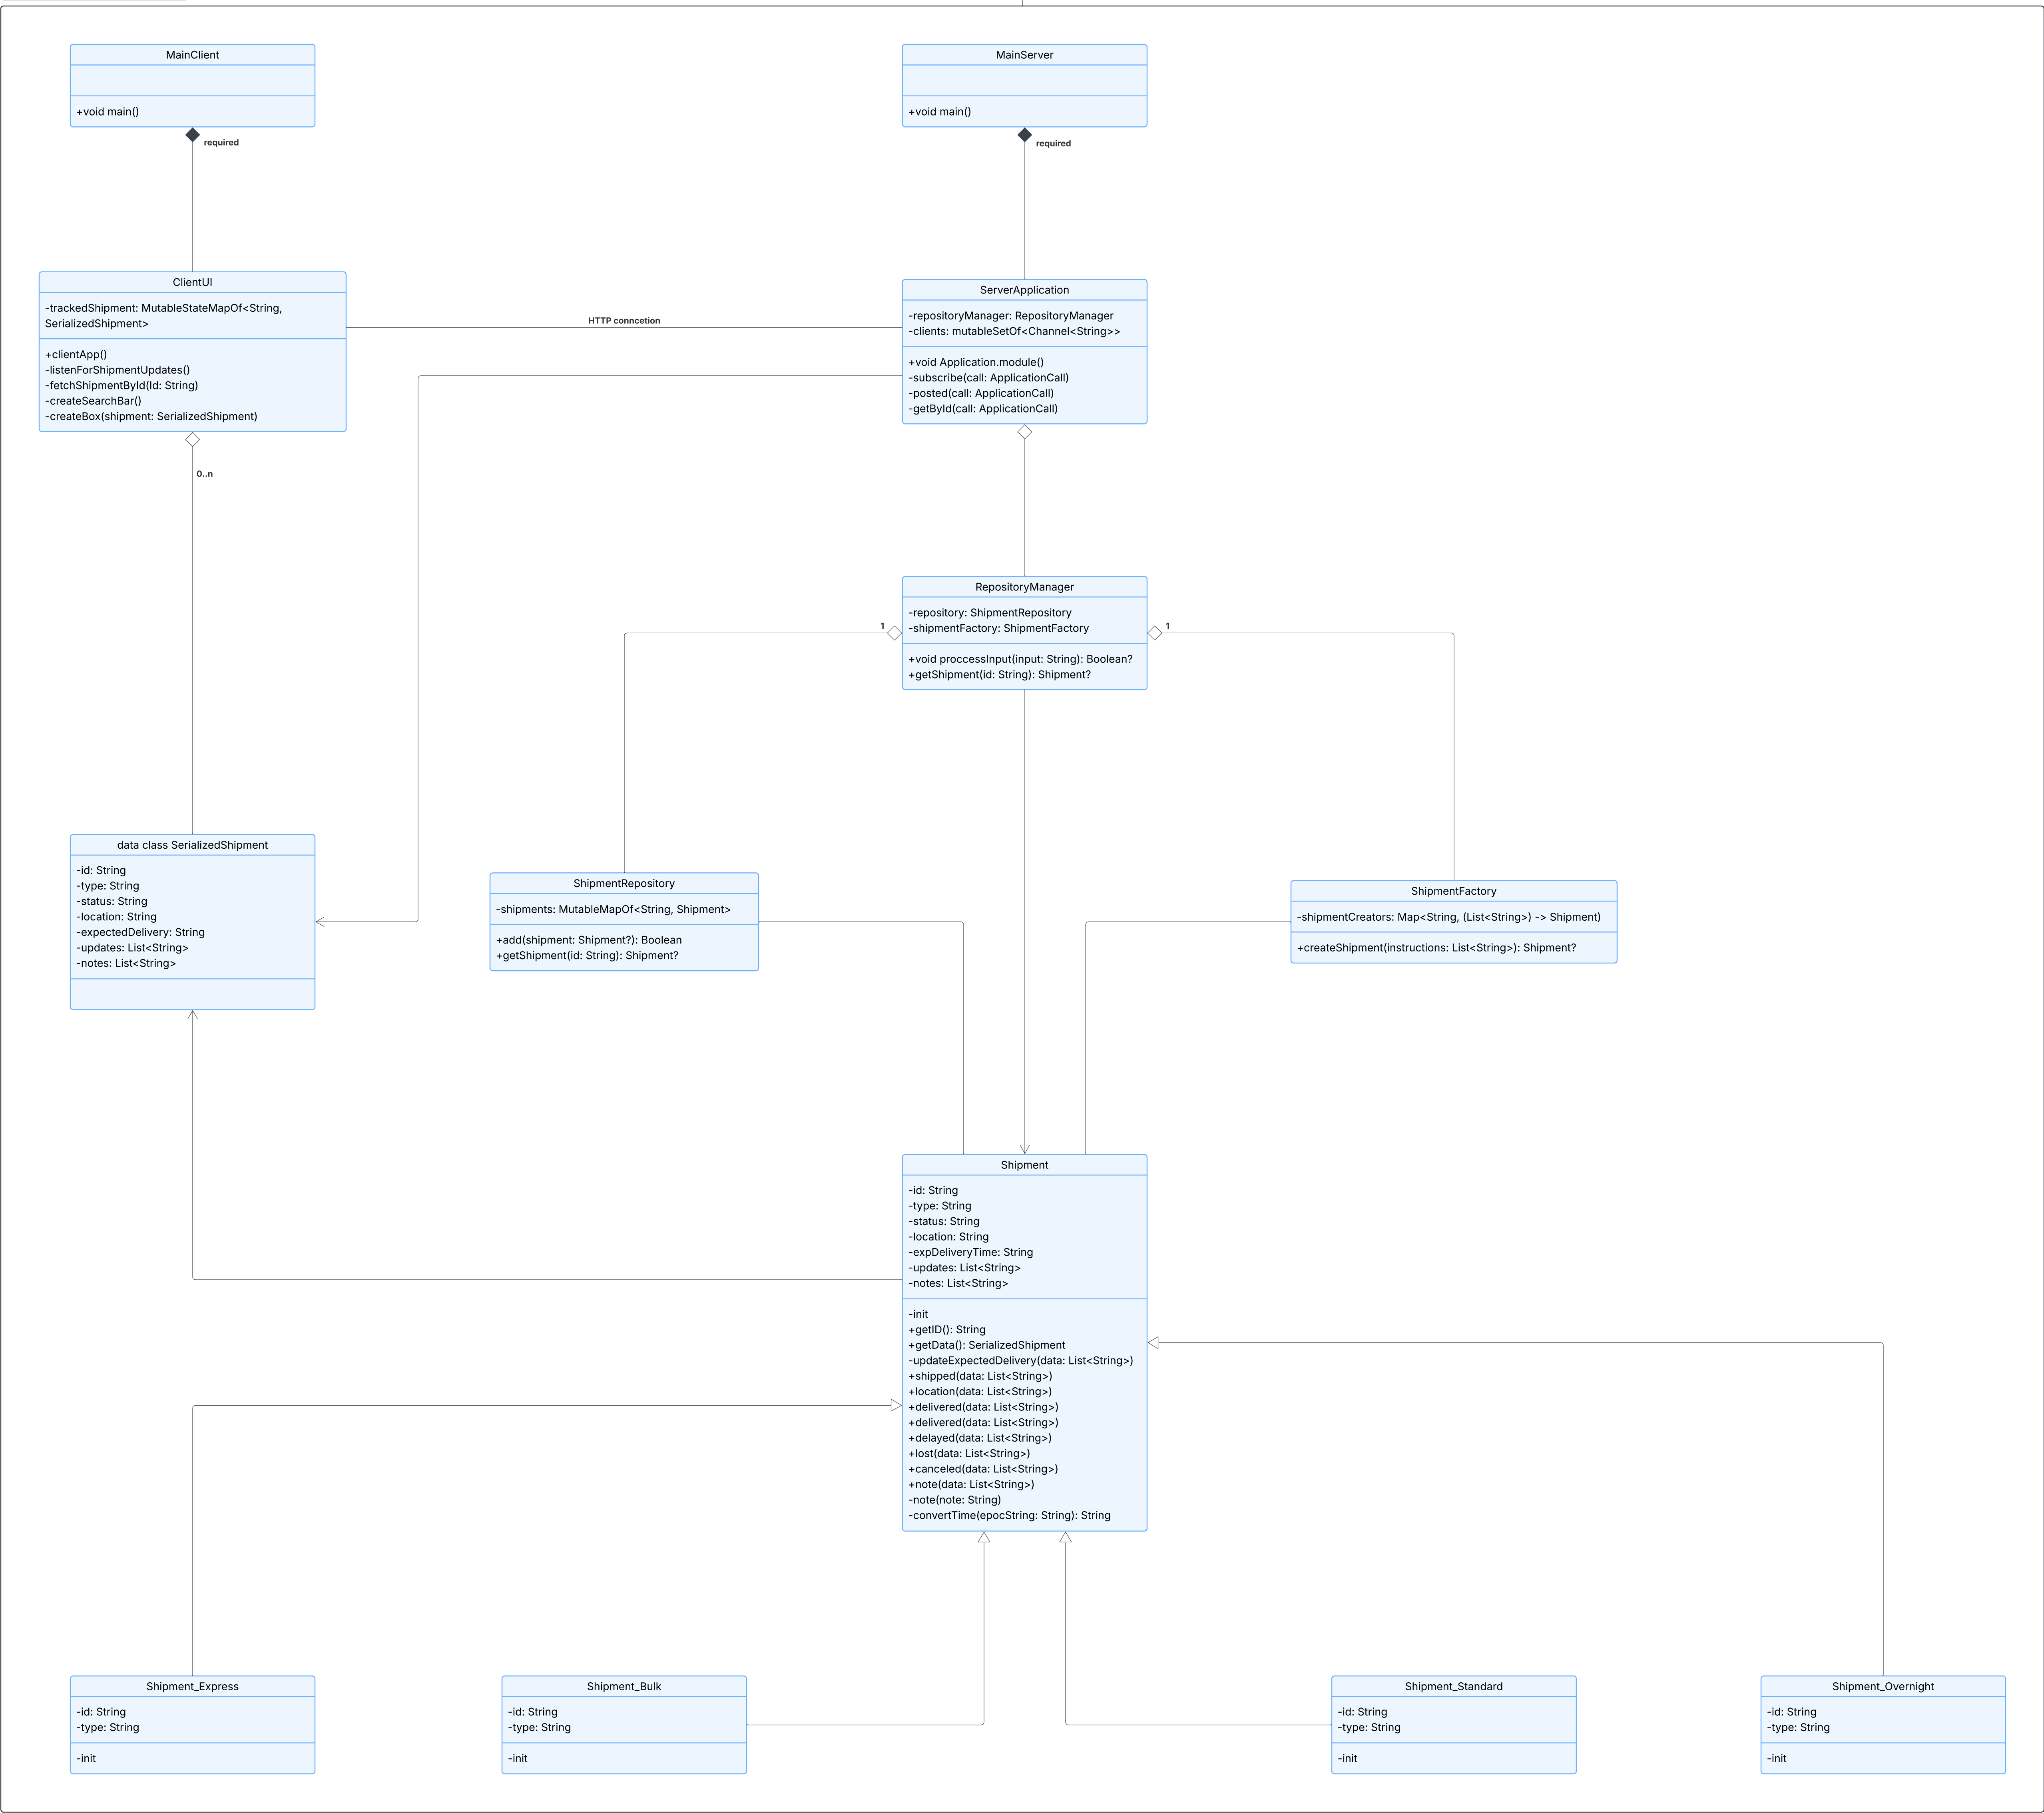 MainClient
+void main()
required
MainServer
+void main()
required
ClientUI
-trackedShipment: MutableStateMapOf<String,
SerializedShipment>
+clientApp()
-listenForShipmentUpdates()
-fetchShipmentById(Id: String)
-createSearchBar()
-createBox(shipment: SerializedShipment)
0..n
HTTP conncetion
ServerApplication
-repositoryManager: RepositoryManager
-clients: mutableSetOf<Channel<String>>
+void Application.module()
-subscribe(call: ApplicationCall)
-posted(call: ApplicationCall)
-getById(call: ApplicationCall)
RepositoryManager
-repository: ShipmentRepository
-shipmentFactory: ShipmentFactory
+void proccessInput(input: String): Boolean?
+getShipment(id: String): Shipment?
1
1
data class SerializedShipment
-id: String
-type: String
-status: String
-location: String
-expectedDelivery: String
-updates: List<String>
-notes: List<String>
ShipmentRepository
-shipments: MutableMapOf<String, Shipment>
+add(shipment: Shipment?): Boolean
+getShipment(id: String): Shipment?
ShipmentFactory
-shipmentCreators: Map<String, (List<String>) -> Shipment)
+createShipment(instructions: List<String>): Shipment?
Shipment
-id: String
-type: String
-status: String
-location: String
-expDeliveryTime: String
-updates: List<String>
-notes: List<String>
-init
+getID(): String
+getData(): SerializedShipment
-updateExpectedDelivery(data: List<String>)
+shipped(data: List<String>)
+location(data: List<String>)
+delivered(data: List<String>)
+delivered(data: List<String>)
+delayed(data: List<String>)
+lost(data: List<String>)
+canceled(data: List<String>)
+note(data: List<String>)
-note(note: String)
-convertTime(epocString: String): String
Shipment_Express
-id: String
-type: String
-init
Shipment_Bulk
-id: String
-type: String
-init
Shipment_Standard
-id: String
-type: String
-init
Shipment_Overnight
-id: String
-type: String
-init